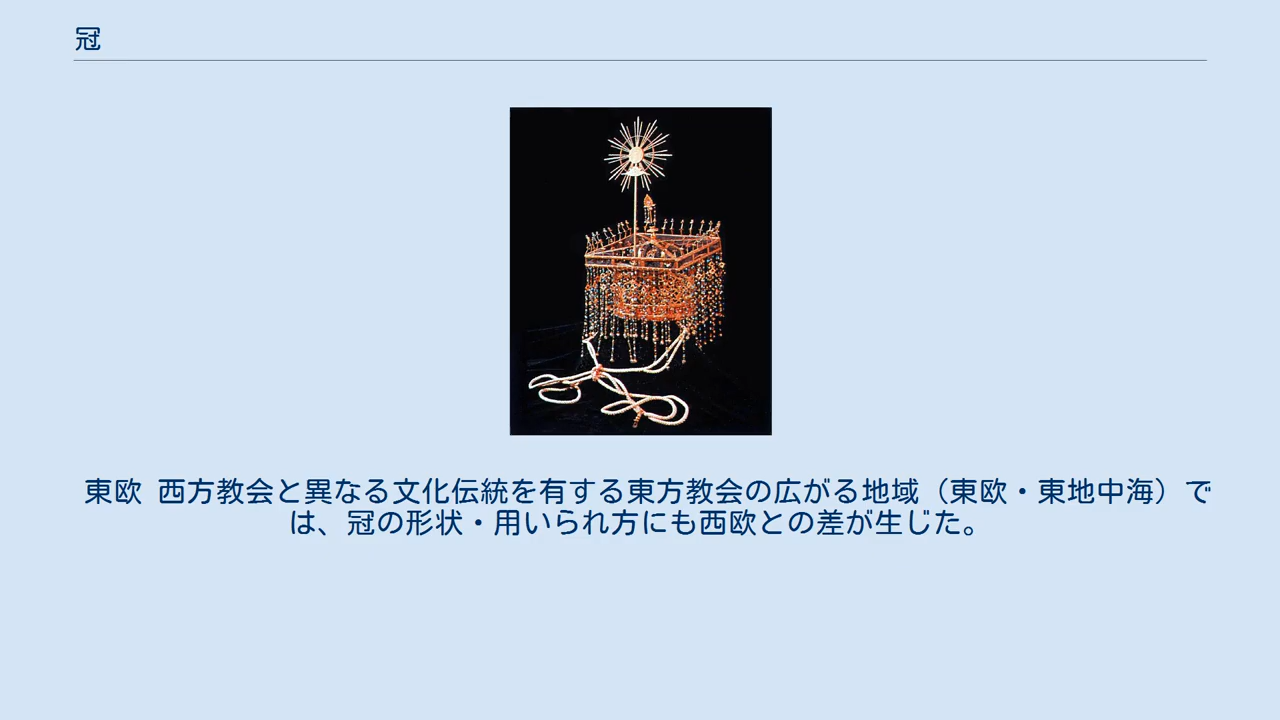 冠
東欧 西方教会と異なる文化伝統を有する東方教会の広がる地域（東欧・東地中海）で
は、冠の形状・用いられ方にも西欧との差が生じた。